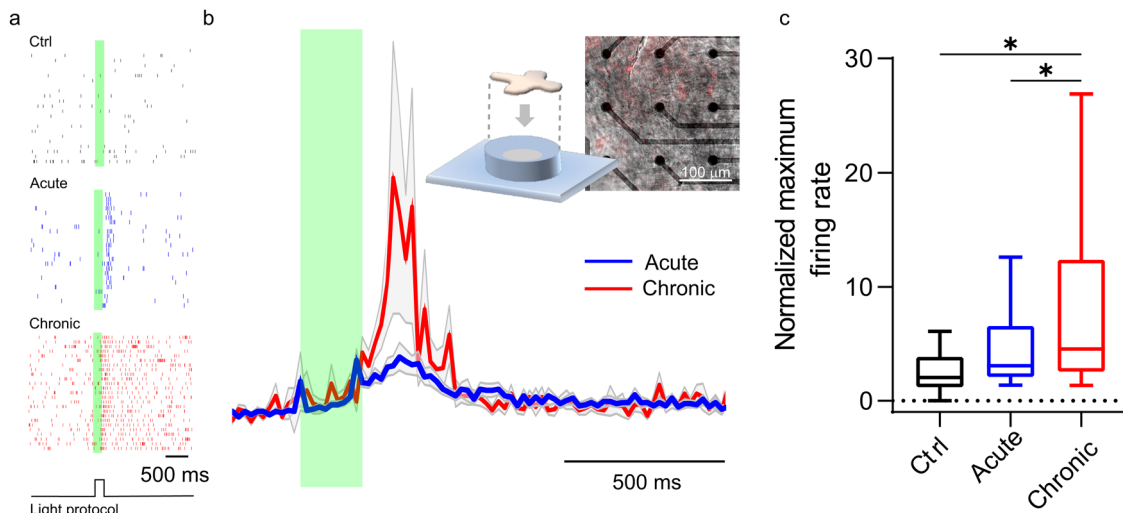 a
Ctrl
Acute
Chronic
500 ms
Light protocol
b
100 µm
Acute
Chronic
500 ms
c
Normalized maximum
firing rate
30
20
10
0
*
*
Ctrl
Acute
Chronic